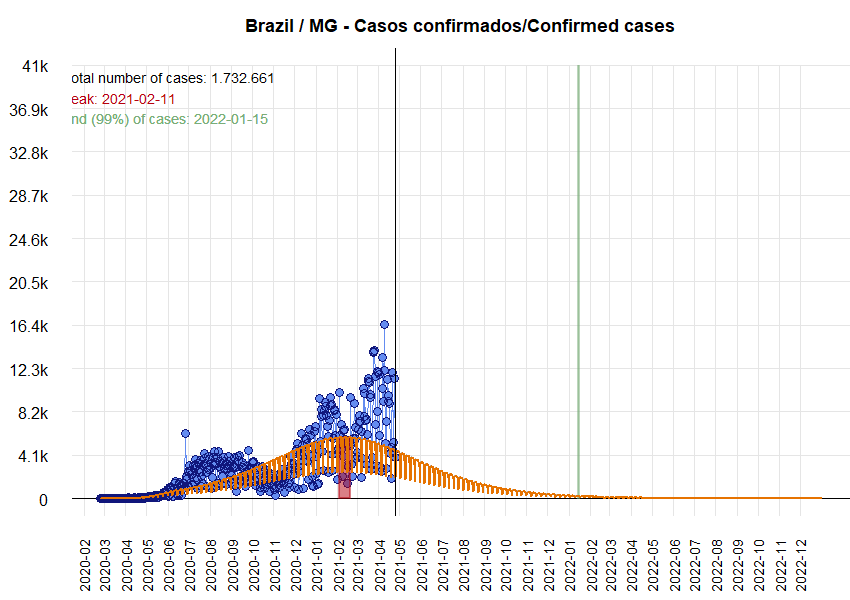 Brazil / MG - Casos confirmados/Confirmed cases
41k
36.9k
32.8k
28.7k
24.6k
20.5k
16.4k
12.3k
8.2k
4.1k
0
otal number of cases: 1.732.661
eak: 2021-02-11
nd (99%) of cases: 2022-01-15
2020-02
2020-03
2020-04
2020-05
2020-06
2020-07
2020-08
2020-09
2020-10
2020-11
2020-12
2021-01
2021-02
2021-03
2021-04
2021-05
2021-06
2021-07
2021-08
2021-09
2021-10
2021-11
2021-12
2022-01
2022-02
2022-03
2022-04
2022-05
2022-06
2022-07
2022-08
2022-09
2022-10
2022-11
2022-12